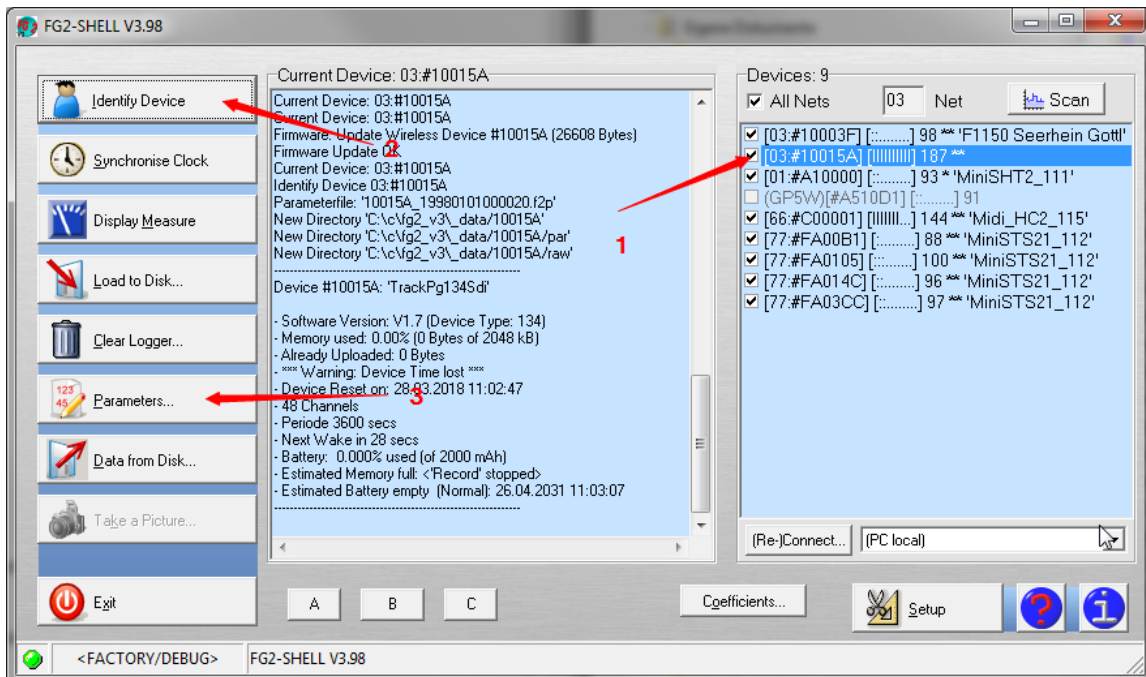 FG2-SHELL V3.98
Identify Device
Synchronise Clock
Display Measure
Load to Disk...
Clear Logger...
Parameters...
Data from Disk...
Take a Picture...
Exit
Current Device: 03:#10015A
Current Device: 03:#10015A
Current Device: 03:#10015A
Firmware: Update Wireless Device #10015A (26608 Bytes)
Firmware Update OK
Current Device: 03:#10015A
Identify Device 03:#10015A
Parameterfile: '10015A_19980101000020.f2p'
New Directory 'C:\c\fg2_v3\_data/10015A'
New Directory 'C:\c\fg2_v3\_data/10015A/par'
New Directory 'C:\c\fg2_v3\_data/10015A/raw'
Device #10015A: 'TrackPg134Sdi'
- Software Version: V1.7 (Device Type: 134)
- Memory used: 0.00% (0 Bytes of 2048 kB)
- Already Uploaded: 0 Bytes
- *** Warning: Device Time lost ***
- Device Reset on: 28.03.2018 11:02:47
- 48 Channels
- Periode 3600 secs
- Next Wake in 28 secs
- Battery: 0.000% used (of 2000 mAh)
- Estimated Memory full: <'Record' stopped>
- Estimated Battery empty (Normal): 26.04.2031 11:03:07
2
1
3
A B C
Devices: 9
All Nets 03 Net Scan
[03:#10003F] [::........] 98 ** 'F1150 Seerhein Gottl'
[03:#10015A] [||||||||||] 187 **
[01:#A10000] [::........] 93 * 'MiniSHT2_111'
(GP5W)[#A510D1] [::........] 91
[66:#C00001] [|||||||...] 144 ** 'Midi_HC2_115'
[77:#FA00B1] [:.........] 88 ** 'MiniSTS21_112'
[77:#FA0105] [:::.......] 100 ** 'MiniSTS21_112'
[77:#FA014C] [::........] 96 ** 'MiniSTS21_112'
[77:#FA03CC] [::........] 97 ** 'MiniSTS21_112'
(Re-)Connect... (PC local)
Coefficients...
Setup
? i
<FACTORY/DEBUG> FG2-SHELL V3.98